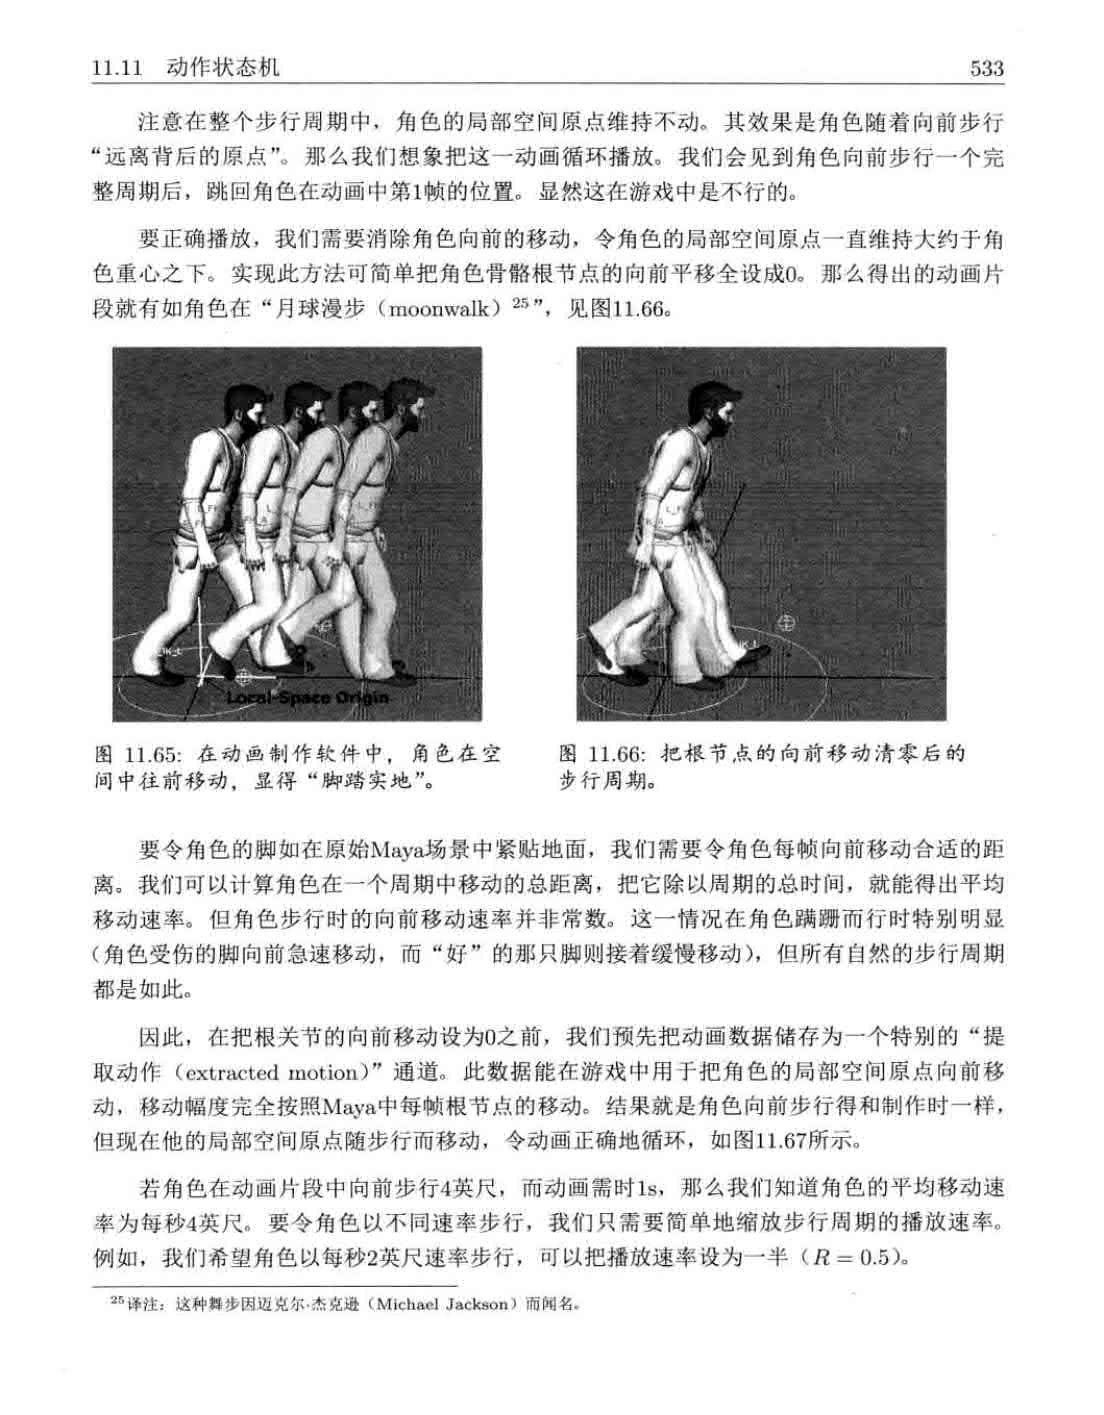 11.11 动作状态机 533
注意在整个步行周期中，角色的局部空间原点维持不动。其效果是角色随着向前步行
“远离背后的原点”。那么我们想象把这一动画循环播放。我们会见到角色向前步行一个完
整周期后，跳回角色在动画中第1帧的位置。显然这在游戏中是不行的。
要正确播放，我们需要消除角色向前的移动，令角色的局部空间原点一直维持大约于角
色重心之下。实现此方法可简单把角色骨骼根节点的向前平移全设成0。那么得出的动画片
段就有如角色在“月球漫步（moonwalk）25”，见图11.66。
Local-Space Origin
图 11.65: 在动画制作软件中，角色在空
间中往前移动，显得“脚踏实地”。
图 11.66: 把根节点的向前移动清零后的
步行周期。
要令角色的脚如在原始Maya场景中紧贴地面，我们需要令角色每帧向前移动合适的距
离。我们可以计算角色在一个周期中移动的总距离，把它除以周期的总时间，就能得出平均
移动速率。但角色步行时的向前移动速率并非常数。这一情况在角色蹒跚而行时特别明显
（角色受伤的脚向前急速移动，而“好”的那只脚则接着缓慢移动），但所有自然的步行周期
都是如此。
因此，在把根关节的向前移动设为0之前，我们预先把动画数据储存为一个特别的“提
取动作（extracted motion）”通道。此数据能在游戏中用于把角色的局部空间原点向前移
动，移动幅度完全按照Maya中每帧根节点的移动。结果就是角色向前步行得和制作时一样，
但现在他的局部空间原点随步行而移动，令动画正确地循环，如图11.67所示。
若角色在动画片段中向前步行4英尺，而动画需时1s，那么我们知道角色的平均移动速
率为每秒4英尺。要令角色以不同速率步行，我们只需要简单地缩放步行周期的播放速率。
例如，我们希望角色以每秒2英尺速率步行，可以把播放速率设为一半（R = 0.5）。
25译注：这种舞步因迈克尔·杰克逊（Michael Jackson）而闻名。